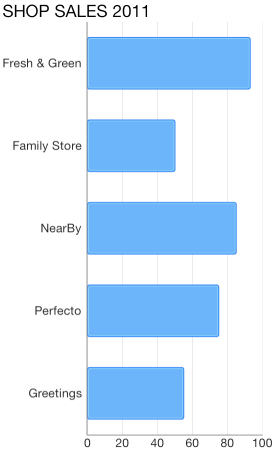 SHOP SALES 2011
Fresh & Green
Family Store
NearBy
Perfecto
Greetings
0 20 40 60 80 100